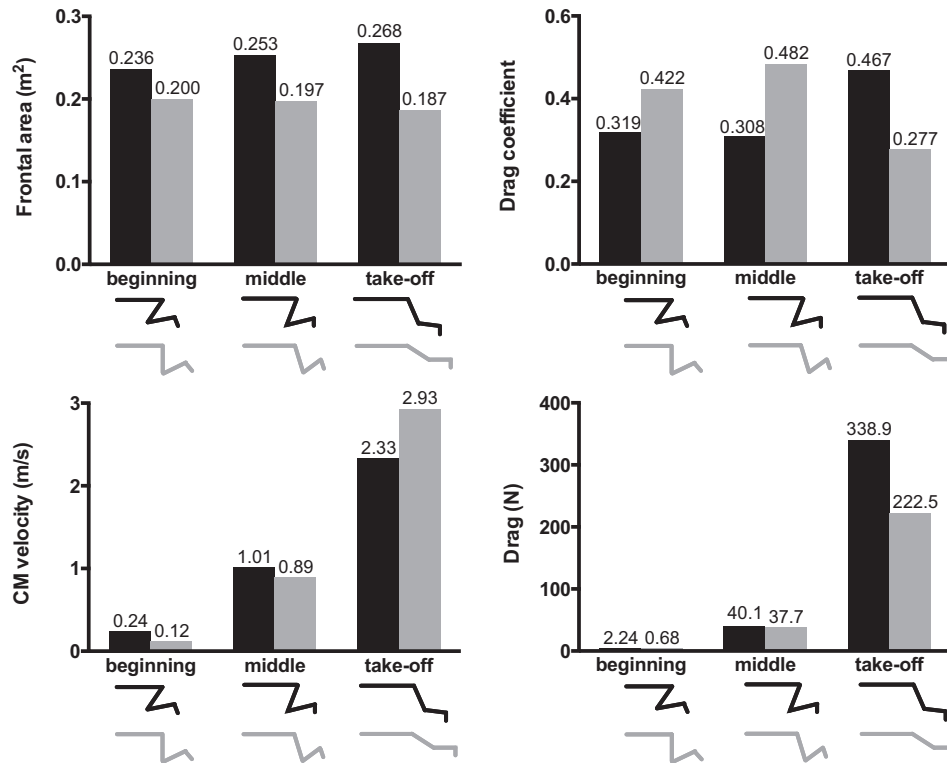 Frontal area (m²)
0.3
0.2
0.1
0.0
0.236
0.200
0.253
0.197
0.268
0.187
beginning
middle
take-off
Drag coefficient
0.6
0.4
0.2
0.0
0.319
0.422
0.308
0.482
0.467
0.277
beginning
middle
take-off
CM velocity (m/s)
3
2
1
0
0.24
0.12
1.01
0.89
2.33
2.93
beginning
middle
take-off
Drag (N)
400
300
200
100
0
2.24
0.68
40.1
37.7
338.9
222.5
beginning
middle
take-off